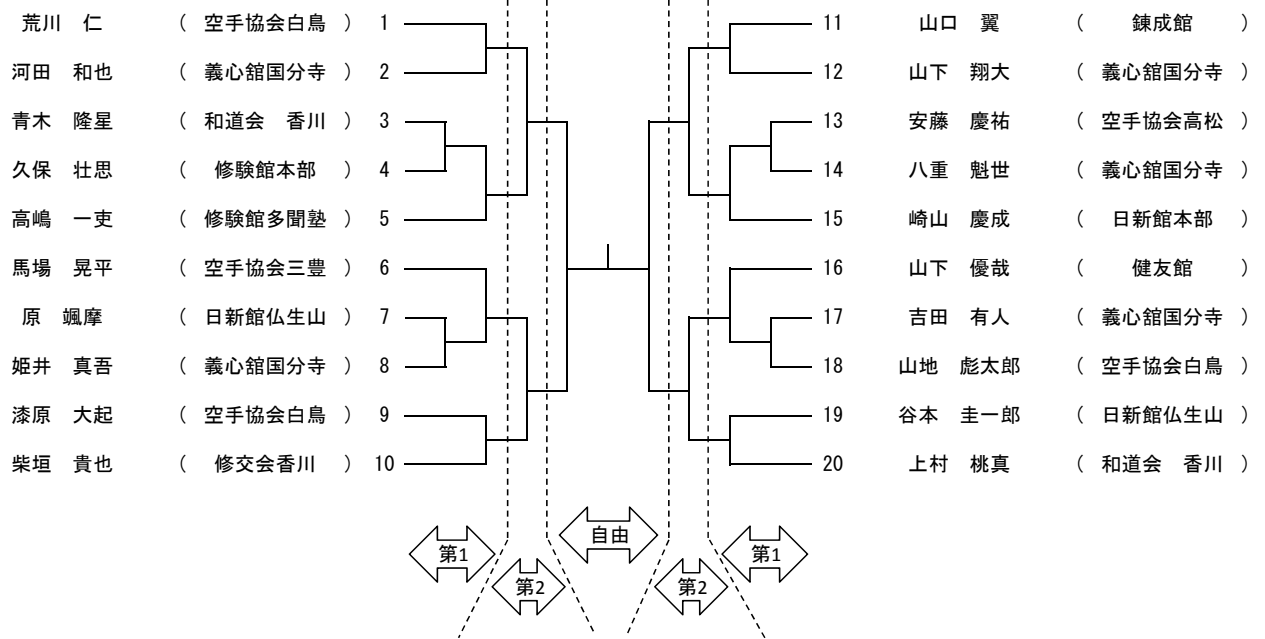 荒川　仁 （ 空手協会白鳥 ） 1
河田　和也 （ 義心舘国分寺 ） 2
青木　隆星 （ 和道会　香川 ） 3
久保　壮思 （ 修験館本部 ） 4
高嶋　一吏 （ 修験館多聞塾 ） 5
馬場　晃平 （ 空手協会三豊 ） 6
原　颯摩 （ 日新館仏生山 ） 7
姫井　真吾 （ 義心舘国分寺 ） 8
漆原　大起 （ 空手協会白鳥 ） 9
柴垣　貴也 （ 修交会香川 ） 10
11 山口　翼 （ 錬成館 ）
12 山下　翔大 （ 義心舘国分寺 ）
13 安藤　慶祐 （ 空手協会高松 ）
14 八重　魁世 （ 義心舘国分寺 ）
15 崎山　慶成 （ 日新館本部 ）
16 山下　優哉 （ 健友館 ）
17 吉田　有人 （ 義心舘国分寺 ）
18 山地　彪太郎 （ 空手協会白鳥 ）
19 谷本　圭一郎 （ 日新館仏生山 ）
20 上村　桃真 （ 和道会　香川 ）
第1
第2
自由
第2
第1